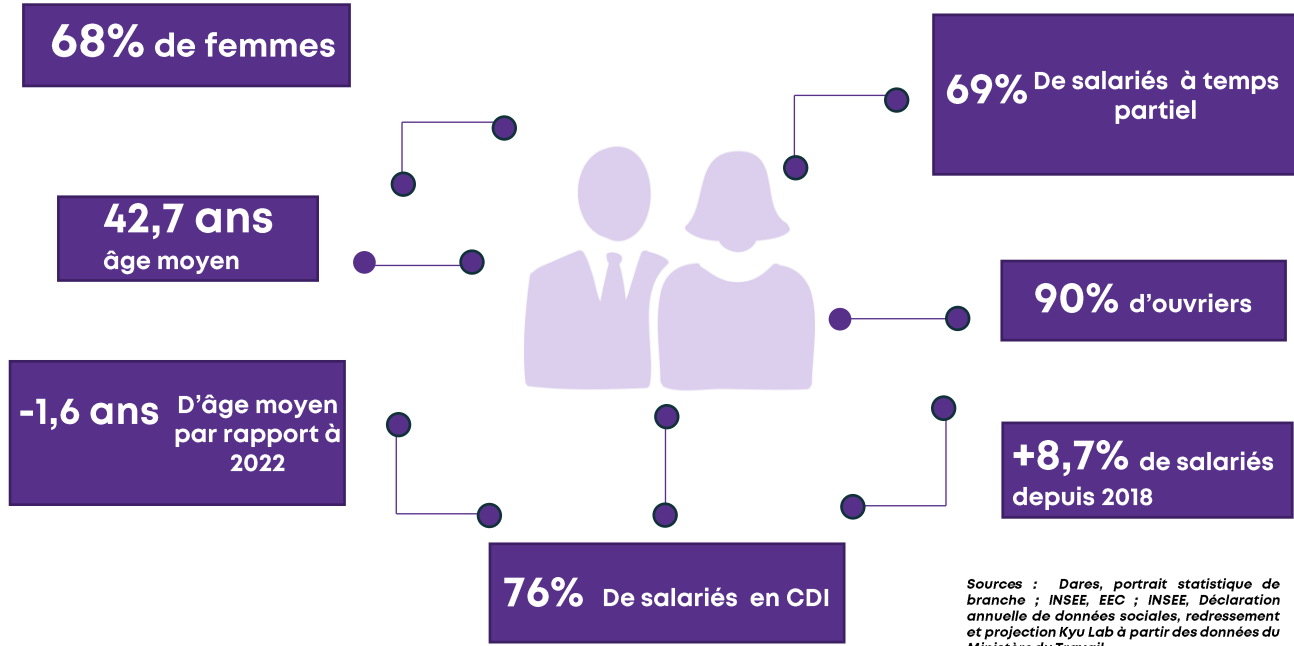 68% de femmes
69% De salariés à temps
partiel
42,7 ans
âge moyen
90% d'ouvriers
-1,6 ans D'âge moyen
par rapport à
2022
+8,7% de salariés
depuis 2018
76% De salariés en CDI
Sources : Dares, portrait statistique de
branche ; INSEE, EEC ; INSEE, Déclaration
annuelle de données sociales, redressement
et projection Kyu Lab à partir des données du
Ministère du Travail